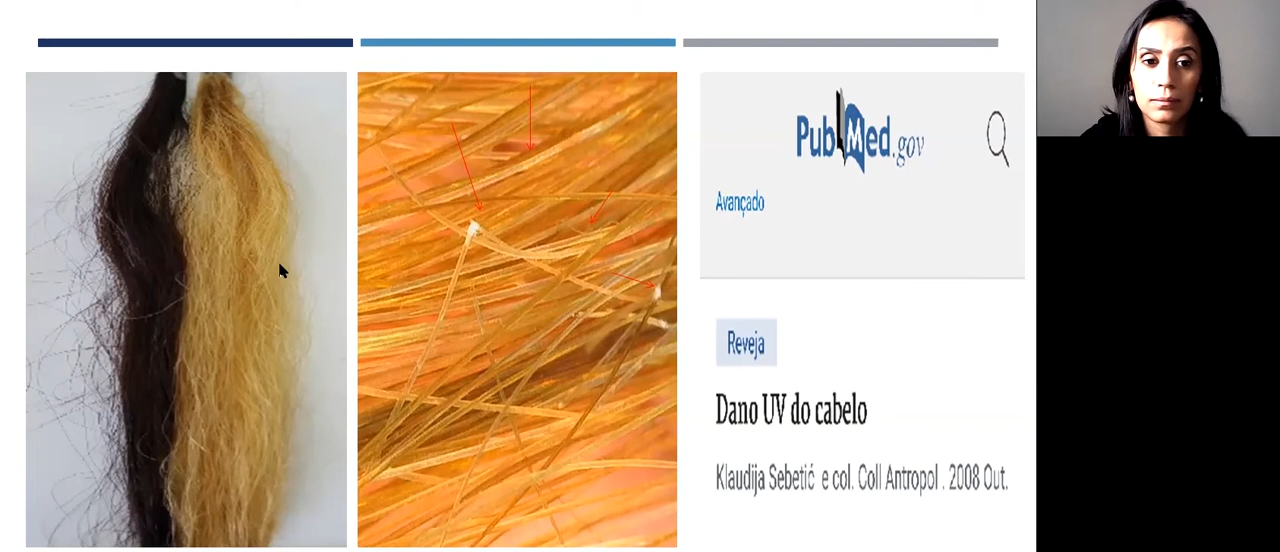 PubMed.gov
Avançado
Reveja
Dano UV do cabelo
Klaudija Sebetić e col. Coll Antropol . 2008 Out.